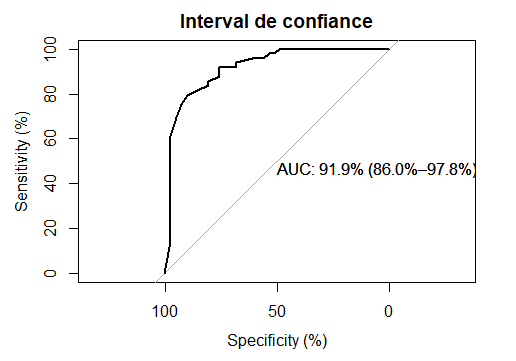 Interval de confiance
Sensitivity (%)
100
80
60
40
20
0
AUC: 91.9% (86.0%–97.8%)
100 50 0
Specificity (%)